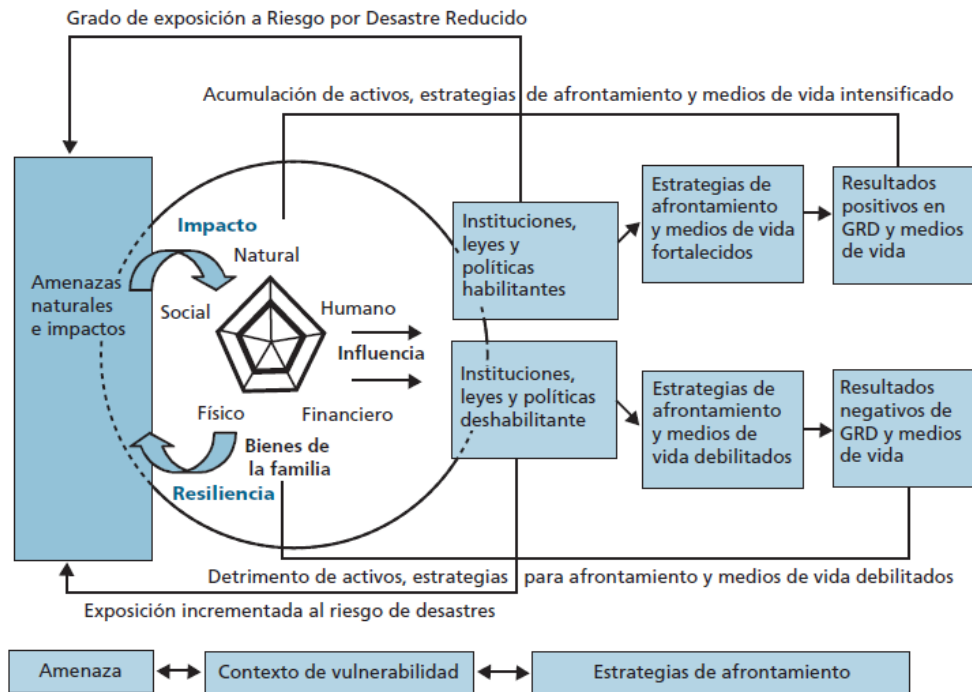 Grado de exposición a Riesgo por Desastre Reducido
Acumulación de activos, estrategias de afrontamiento y medios de vida intensificado
Amenazas
naturales
e impactos
Impacto
Natural
Social
Humano
Influencia
Físico
Financiero
Bienes de
la familia
Resiliencia
Instituciones,
leyes y
políticas
habilitantes
Estrategias de
afrontamiento
y medios de vida
fortalecidos
Resultados
positivos en
GRD y medios
de vida
Instituciones,
leyes y políticas
deshabilitante
Estrategias de
afrontamiento
y medios de
vida debilitados
Resultados
negativos de
GRD y medios
de vida
Detrimento de activos, estrategias para afrontamiento y medios de vida debilitados
Exposición incrementada al riesgo de desastres
Amenaza
Contexto de vulnerabilidad
Estrategias de afrontamiento